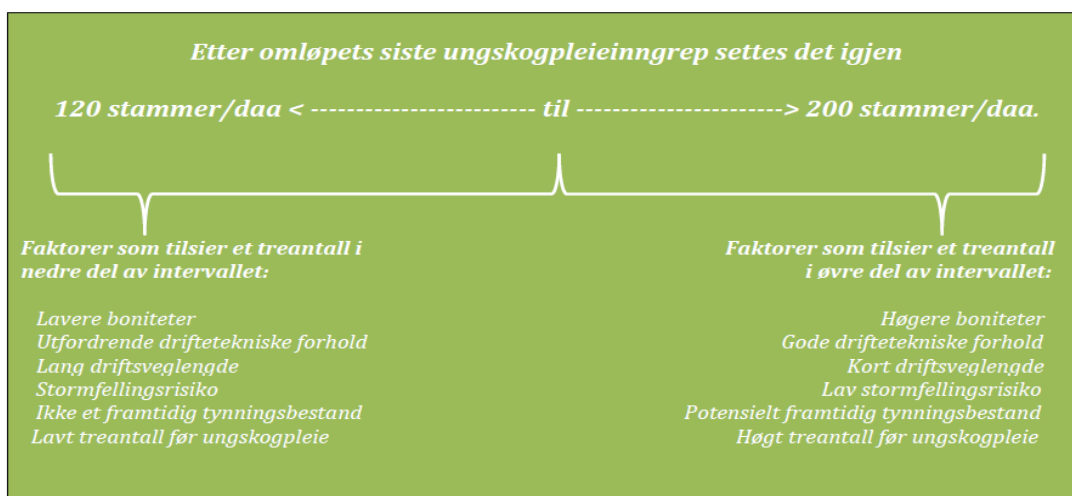 Etter omløpets siste ungskogpleieinngrep settes det igjen
120 stammer/daa < ------------------------- til -----------------------> 200 stammer/daa.
Faktorer som tilsier et treantall i
nedre del av intervallet:
Lavere boniteter
Utfordrende driftetekniske forhold
Lang driftsveglengde
Stormfellingsrisiko
Ikke et framtidig tynningsbestand
Lavt treantall før ungskogpleie
Faktorer som tilsier et treantall
i øvre del av intervallet:
Høgere boniteter
Gode driftetekniske forhold
Kort driftsveglengde
Lav stormfellingsrisiko
Potensielt framtidig tynningsbestand
Høgt treantall før ungskogpleie